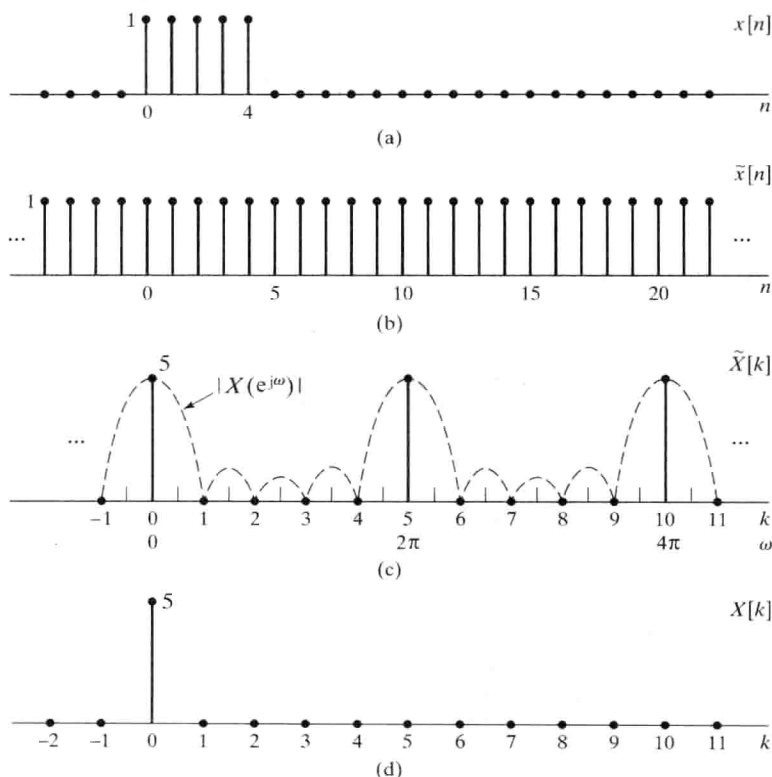 1
x[n]
0 4 n
(a)
x̃[n]
1
... ...
0 5 10 15 20 n
(b)
X̃[k]
5
|X(e^{jω})|
... ...
−1 0 1 2 3 4 5 6 7 8 9 10 11 k
0 2π 4π ω
(c)
X[k]
5
−2 −1 0 1 2 3 4 5 6 7 8 9 10 11 k
(d)